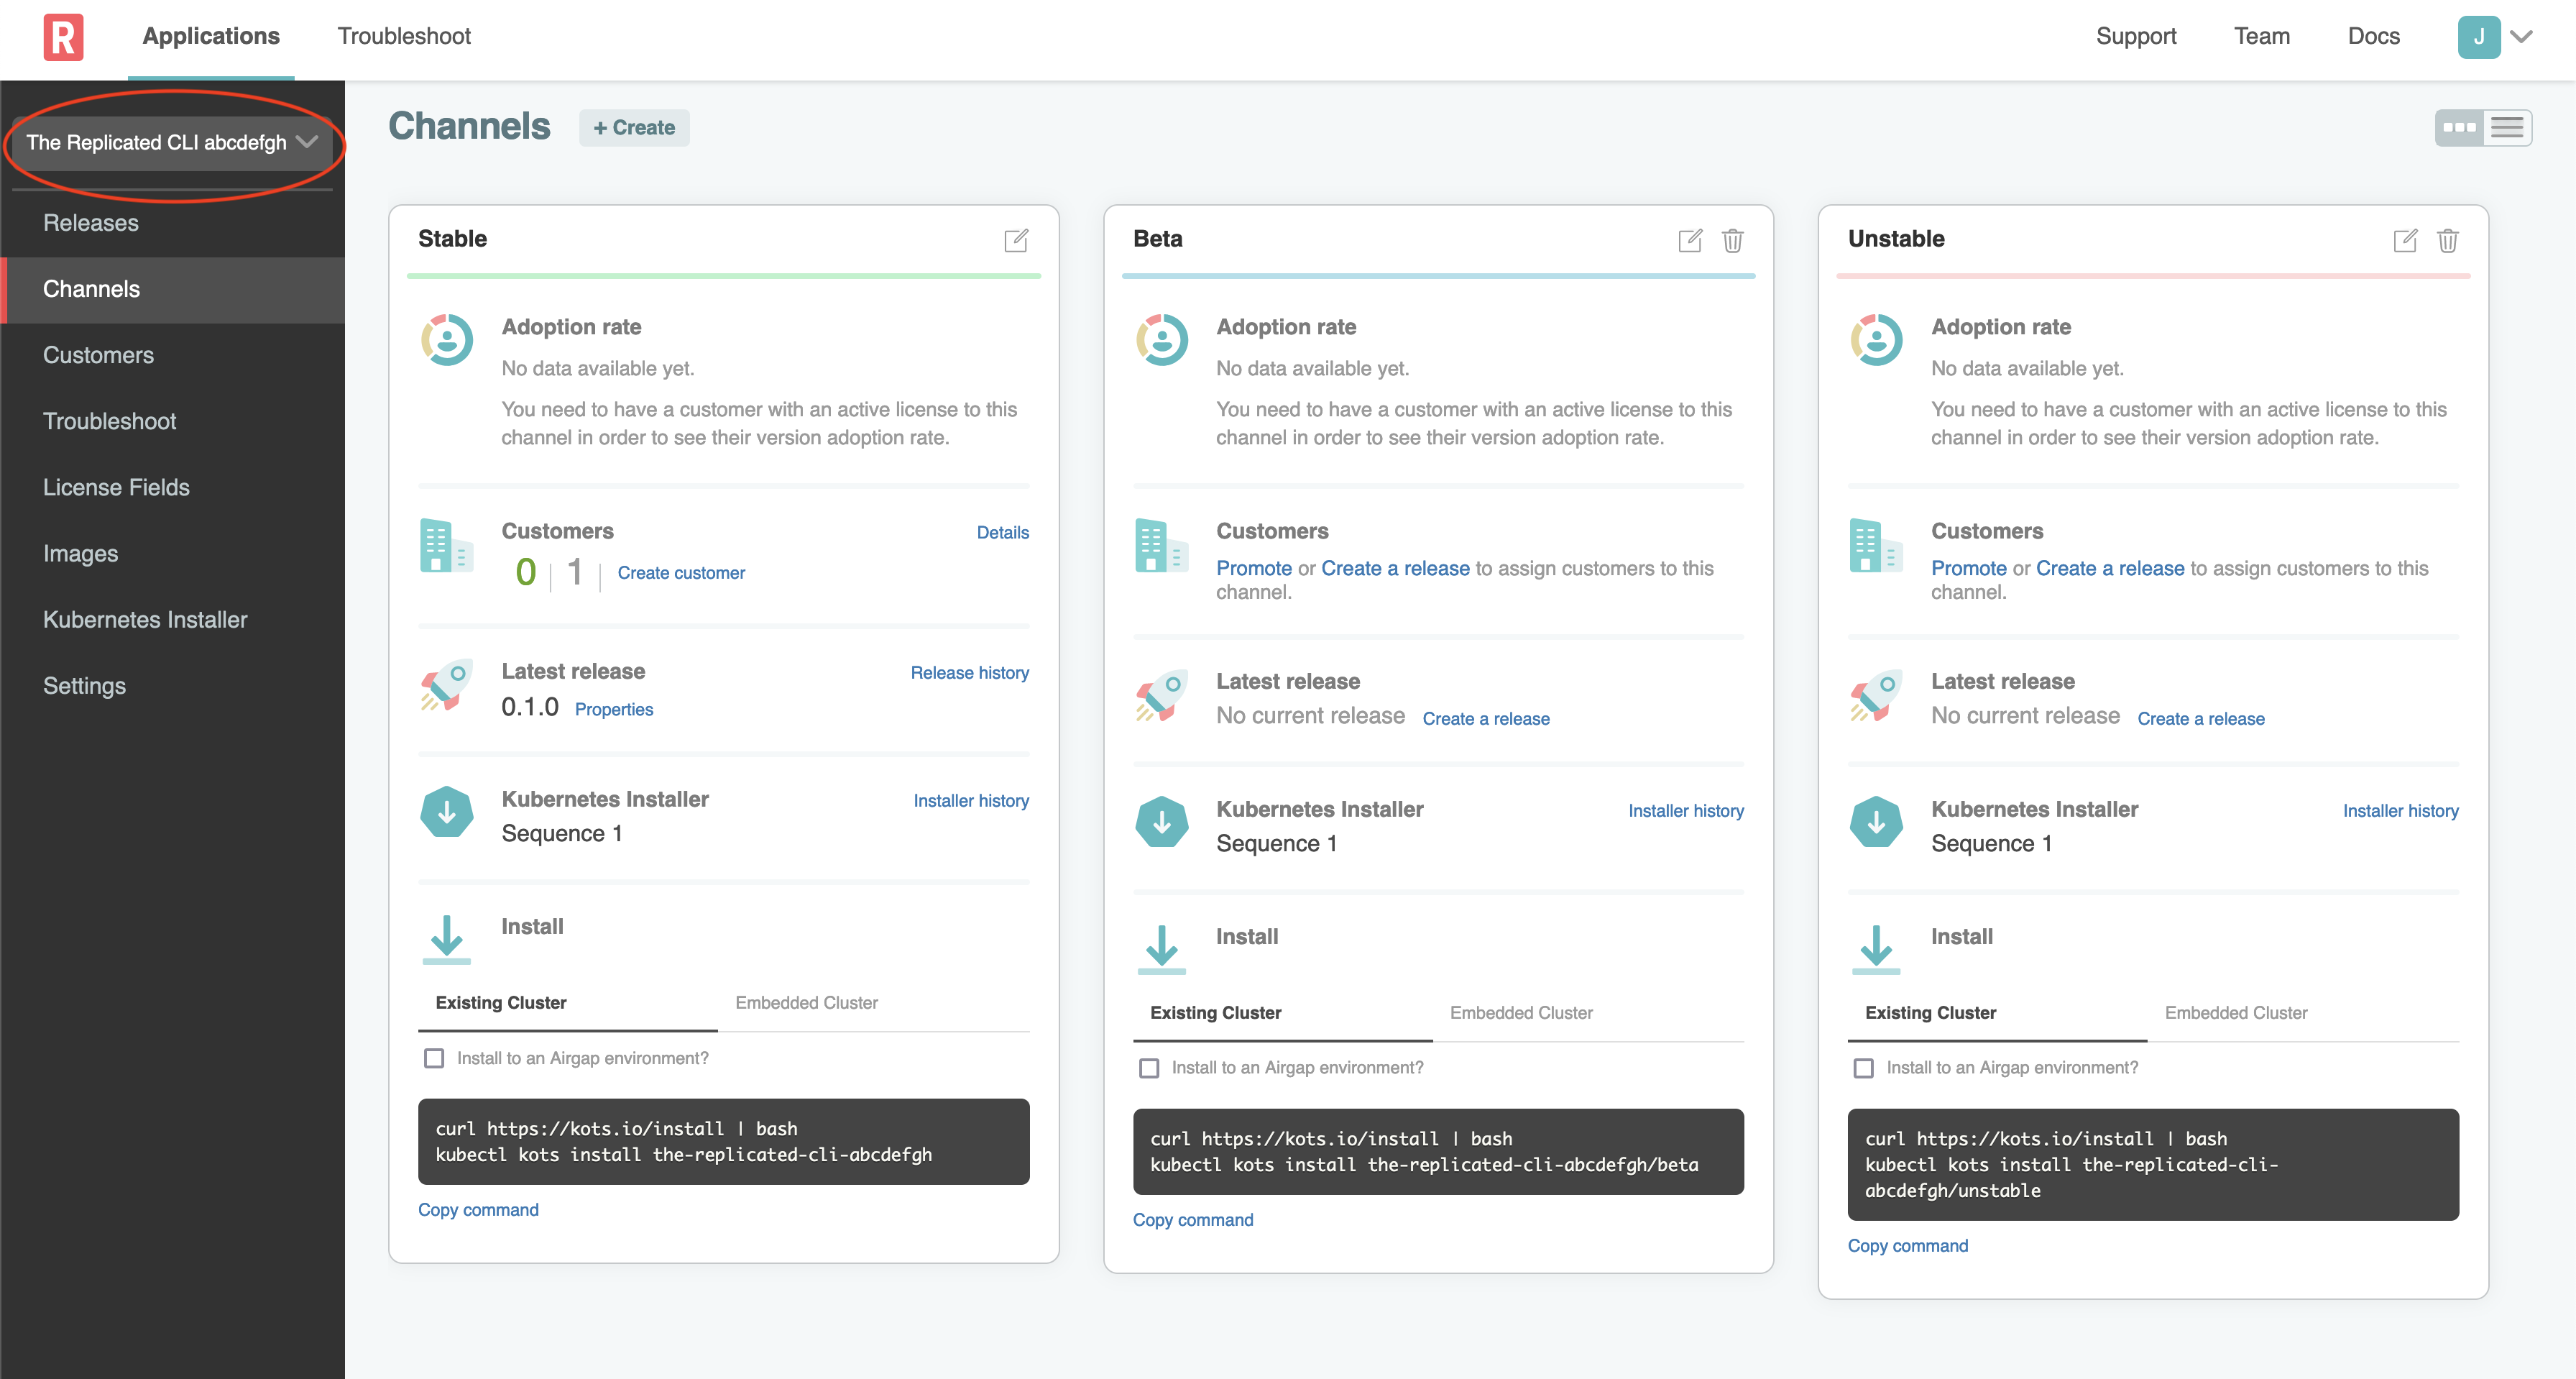 R
Applications
Troubleshoot
Support
Team
Docs
J
The Replicated CLI abcdefgh
Releases
Channels
Customers
Troubleshoot
License Fields
Images
Kubernetes Installer
Settings
Channels
+ Create
Stable
Adoption rate
No data available yet.
You need to have a customer with an active license to this
channel in order to see their version adoption rate.
Customers
Details
0 | 1 | Create customer
Latest release
Release history
0.1.0 Properties
Kubernetes Installer
Installer history
Sequence 1
Install
Existing Cluster
Embedded Cluster
Install to an Airgap environment?
curl https://kots.io/install | bash
kubectl kots install the-replicated-cli-abcdefgh
Copy command
Beta
Adoption rate
No data available yet.
You need to have a customer with an active license to this
channel in order to see their version adoption rate.
Customers
Promote or Create a release to assign customers to this
channel.
Latest release
No current release Create a release
Kubernetes Installer
Installer history
Sequence 1
Install
Existing Cluster
Embedded Cluster
Install to an Airgap environment?
curl https://kots.io/install | bash
kubectl kots install the-replicated-cli-abcdefgh/beta
Copy command
Unstable
Adoption rate
No data available yet.
You need to have a customer with an active license to this
channel in order to see their version adoption rate.
Customers
Promote or Create a release to assign customers to this
channel.
Latest release
No current release Create a release
Kubernetes Installer
Installer history
Sequence 1
Install
Existing Cluster
Embedded Cluster
Install to an Airgap environment?
curl https://kots.io/install | bash
kubectl kots install the-replicated-cli-
abcdefgh/unstable
Copy command